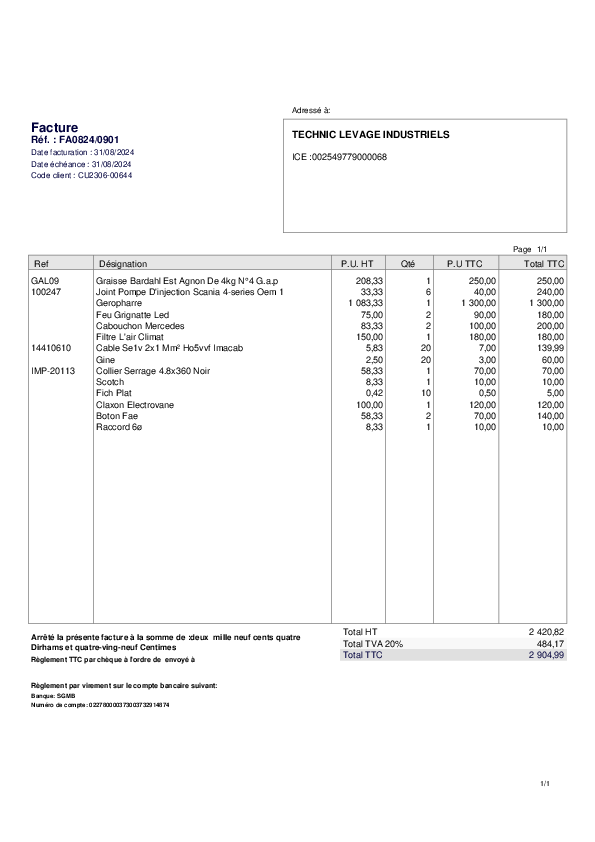 Adressé à:
Facture
Réf. : FA0824/0901
Date facturation : 31/08/2024
Date échéance : 31/08/2024
Code client : CU2306-00644
TECHNIC LEVAGE INDUSTRIELS
ICE :002549779000068
Page 1/1
Ref Désignation P.U. HT Qté P.U TTC Total TTC
GAL09 Graisse Bardahl Est Agnon De 4kg N°4 G.a.p 208,33 1 250,00 250,00
100247 Joint Pompe D'injection Scania 4-series Oem 1 33,33 6 40,00 240,00
Geropharre 1 083,33 1 1 300,00 1 300,00
Feu Grignatte Led 75,00 2 90,00 180,00
Cabouchon Mercedes 83,33 2 100,00 200,00
Filtre L'air Climat 150,00 1 180,00 180,00
14410610 Cable Se1v 2x1 Mm² Ho5vvf Imacab 5,83 20 7,00 139,99
Gine 2,50 20 3,00 60,00
IMP-20113 Collier Serrage 4.8x360 Noir 58,33 1 70,00 70,00
Scotch 8,33 1 10,00 10,00
Fich Plat 0,42 10 0,50 5,00
Claxon Electrovane 100,00 1 120,00 120,00
Boton Fae 58,33 2 70,00 140,00
Raccord 6ø 8,33 1 10,00 10,00
Total HT 2 420,82
Total TVA 20% 484,17
Total TTC 2 904,99
Arrêté la présente facture à la somme de :deux mille neuf cents quatre
Dirhams et quatre-ving-neuf Centimes
Règlement TTC par chèque à l'ordre de envoyé à
Règlement par virement sur le compte bancaire suivant:
Banque: SGMB
Numéro de compte:
1/1